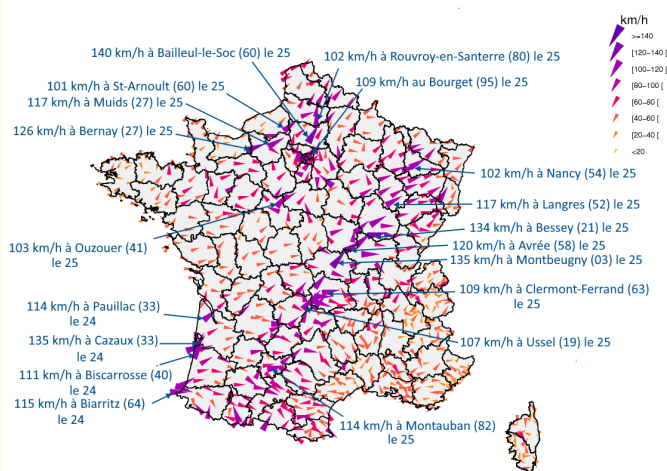 km/h
>=140
[120-140 [
[100-120 [
[80-100 [
[60-80 [
[40-60 [
[20-40 [
<20
140 km/h à Bailleul-le-Soc (60) le 25
102 km/h à Rouvroy-en-Santerre (80) le 25
101 km/h à St-Arnoult (60) le 25
109 km/h au Bourget (95) le 25
117 km/h à Muids (27) le 25
126 km/h à Bernay (27) le 25
102 km/h à Nancy (54) le 25
117 km/h à Langres (52) le 25
134 km/h à Bessey (21) le 25
103 km/h à Ouzouer (41)
le 25
120 km/h à Avrée (58) le 25
135 km/h à Montbeugny (03) le 25
109 km/h à Clermont-Ferrand (63)
le 25
114 km/h à Pauillac (33)
le 24
135 km/h à Cazaux (33)
le 24
107 km/h à Ussel (19) le 25
111 km/h à Biscarrosse (40)
le 24
115 km/h à Biarritz (64)
le 24
114 km/h à Montauban (82)
le 25